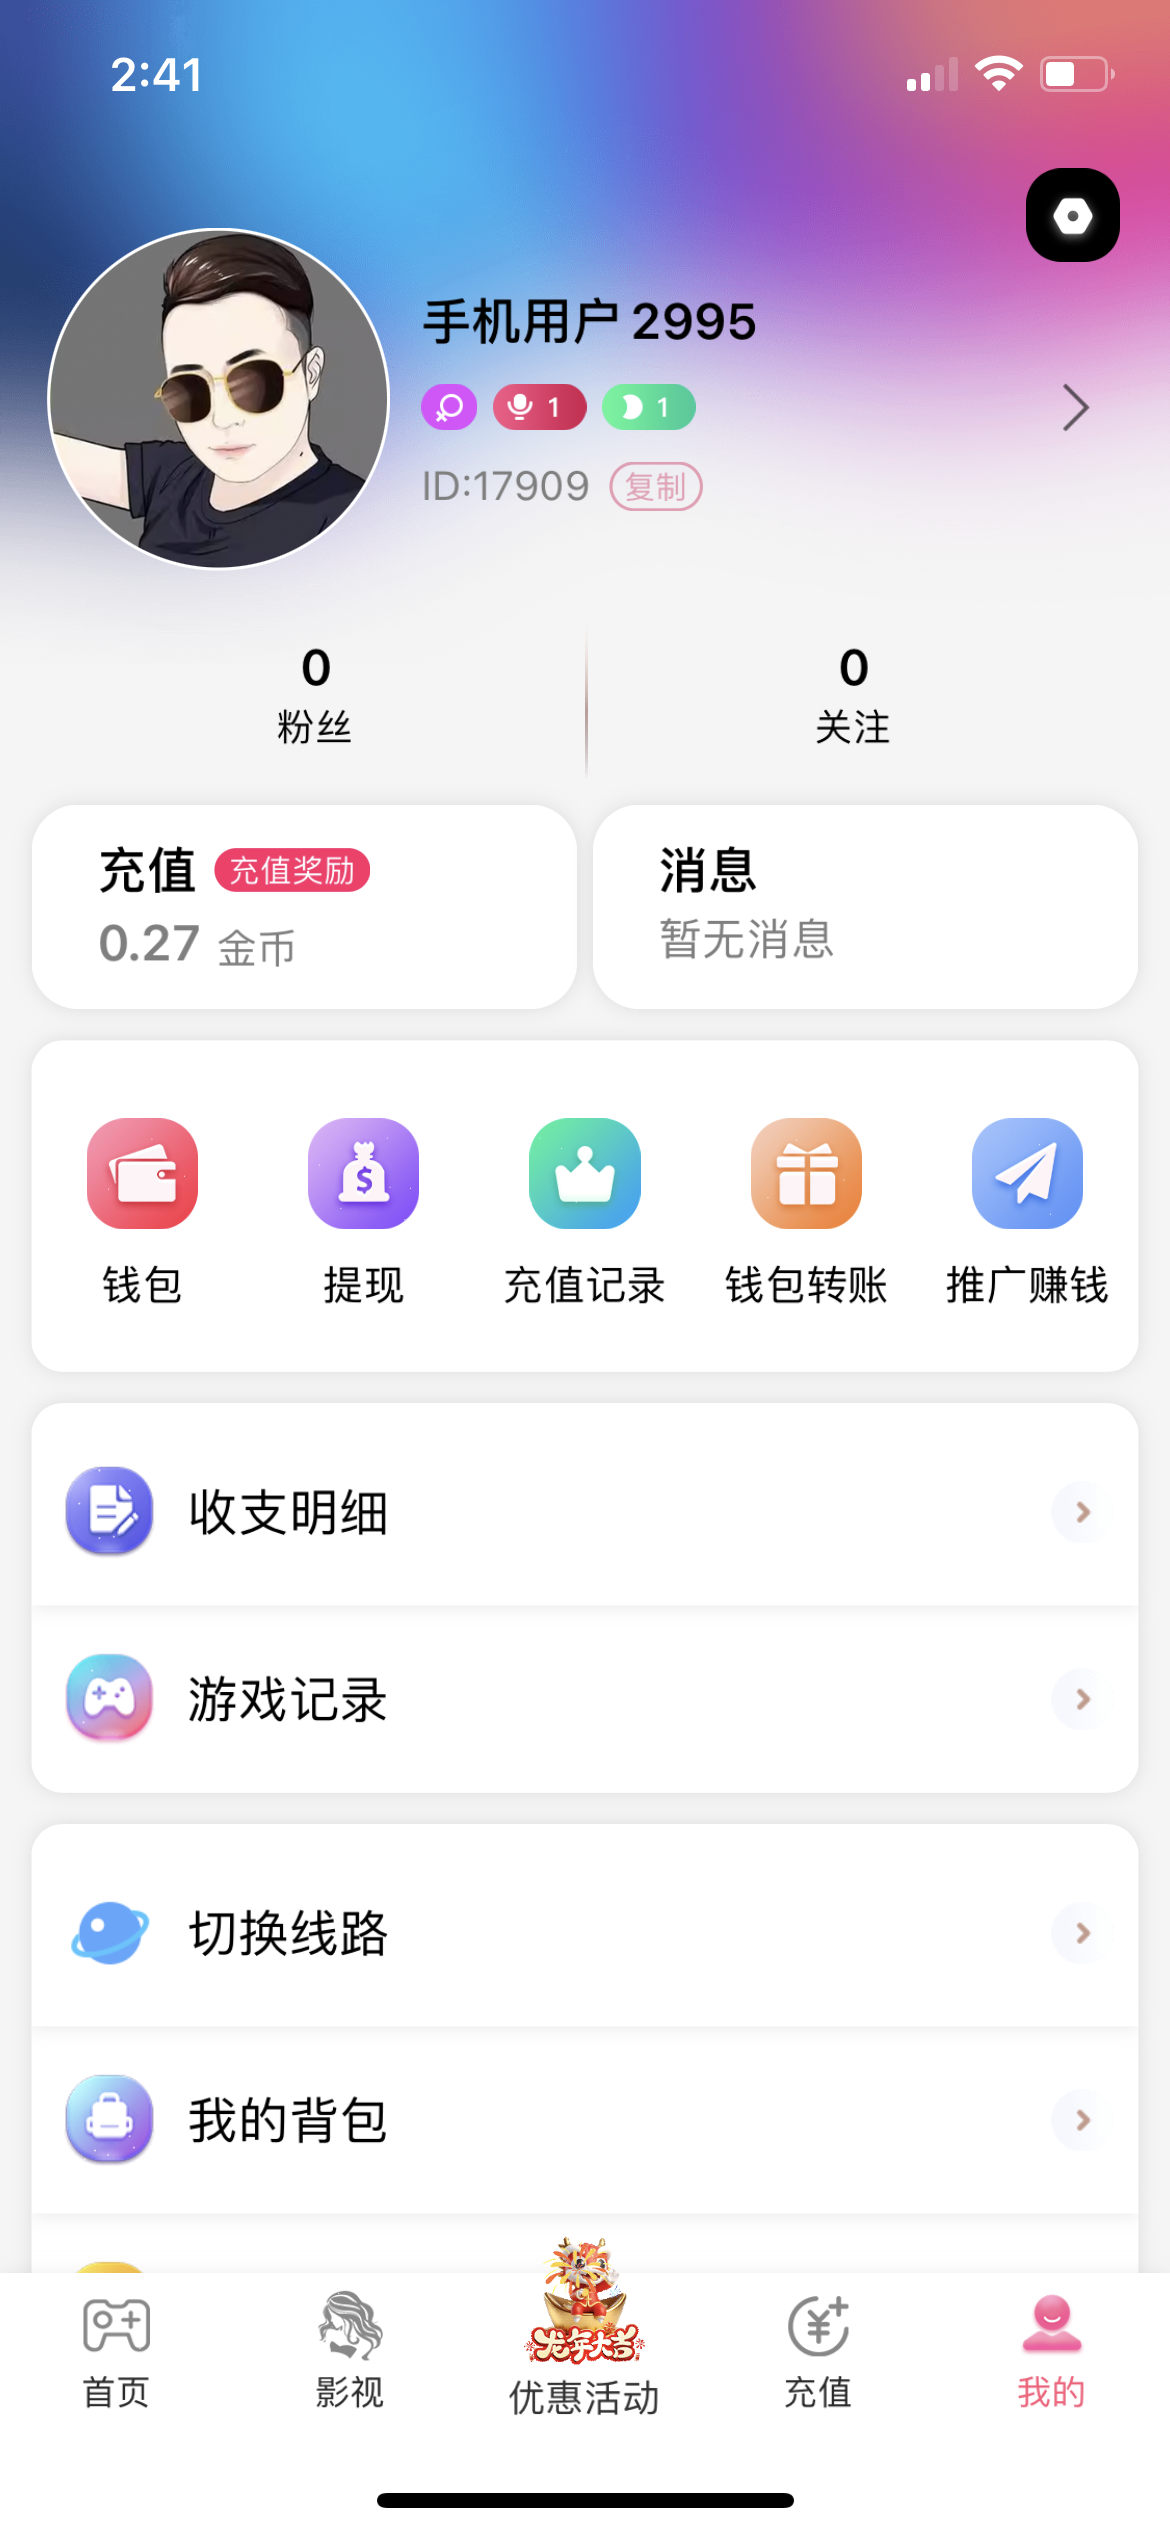 2:41
手机用户2995
1
1
ID:17909 复制
0
粉丝
0
关注
充值 充值奖励
0.27 金币
消息
暂无消息
钱包
提现
充值记录
钱包转账
推广赚钱
收支明细
游戏记录
切换线路
我的背包
龙年大吉
首页
影视
优惠活动
充值
我的